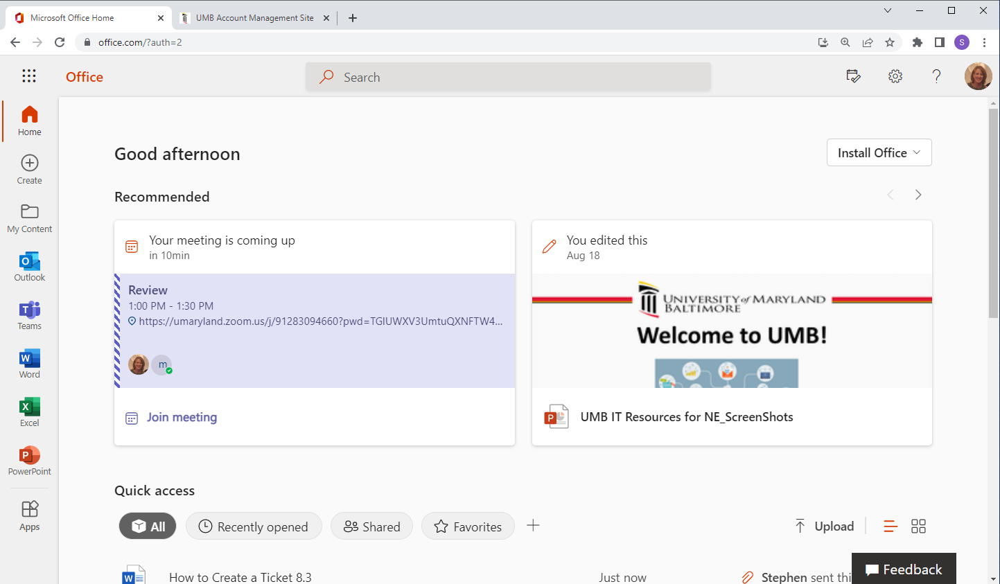 Microsoft Office Home
UMB Account Management Site
office.com/?auth=2
S
Office
Search
Home
Create
My Content
Outlook
Teams
Word
Excel
PowerPoint
Apps
Good afternoon
Install Office
Recommended
Your meeting is coming up
in 10min
Review
1:00 PM - 1:30 PM
https://umaryland.zoom.us/j/91283094660?pwd=TGIUWXV3UmtuQXNFTW4...
m
Join meeting
You edited this
Aug 18
UNIVERSITY of MARYLAND
BALTIMORE
Welcome to UMB!
UMB IT Resources for NE_ScreenShots
Quick access
All
Recently opened
Shared
Favorites
Upload
How to Create a Ticket 8.3
Just now
Stephen sent thi
Feedback